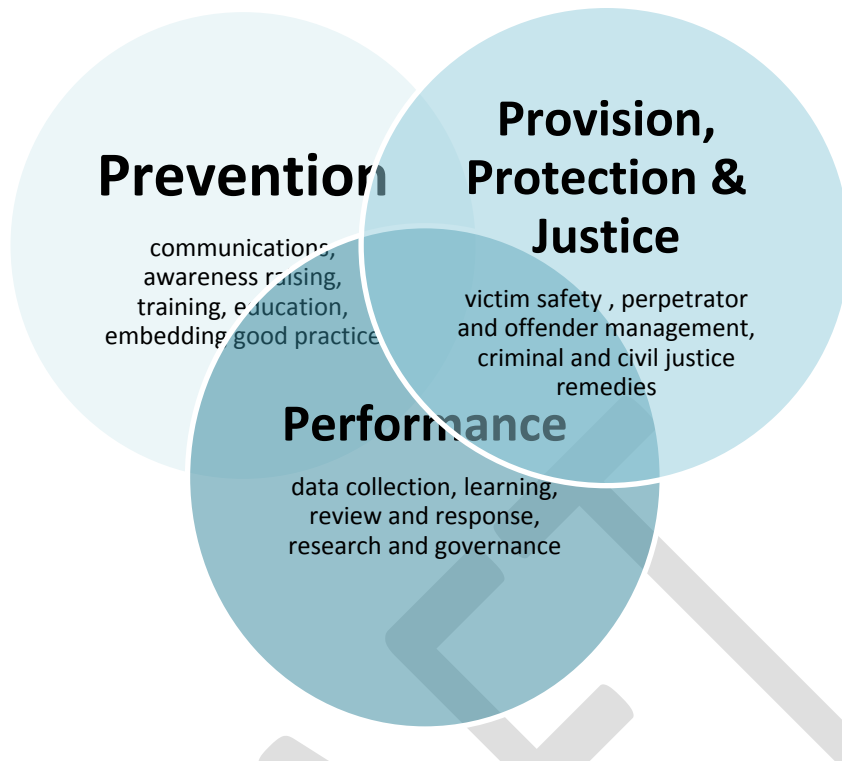 Prevention
communications,
awareness raising,
training, education,
embedding good practice
Provision,
Protection &
Justice
victim safety , perpetrator
and offender management,
criminal and civil justice
remedies
Performance
data collection, learning,
review and response,
research and governance